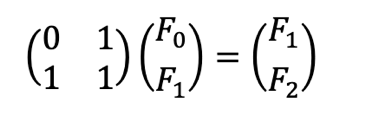 (0 1) (F₀) = (F₁)
(1 1) (F₁) (F₂)